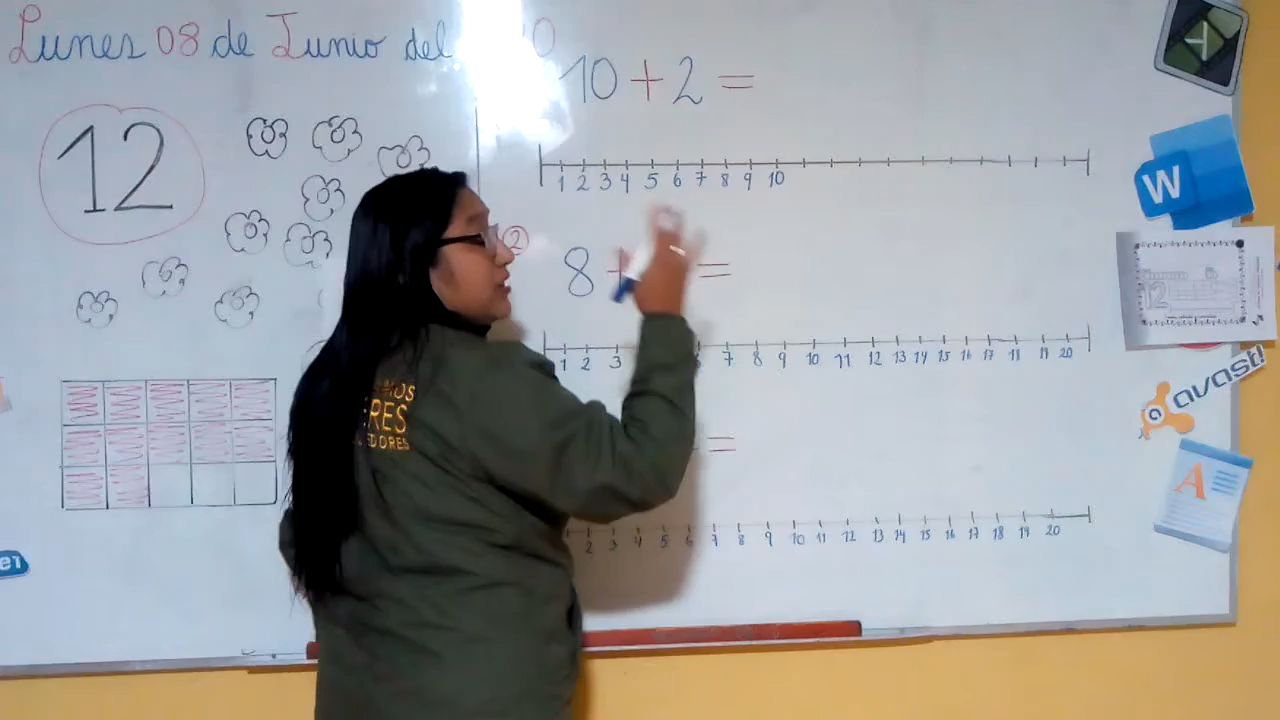 Lunes 08 de Junio del
12
10 + 2 =
1 2 3 4 5 6 7 8 9 10
2
8 + =
1 2 3 7 8 9 10 11 12 13 14 15 16 17 18 19 20
=
2 3 4 5 6 7 8 9 10 11 12 13 14 15 16 17 18 19 20
W
12
avast!
A